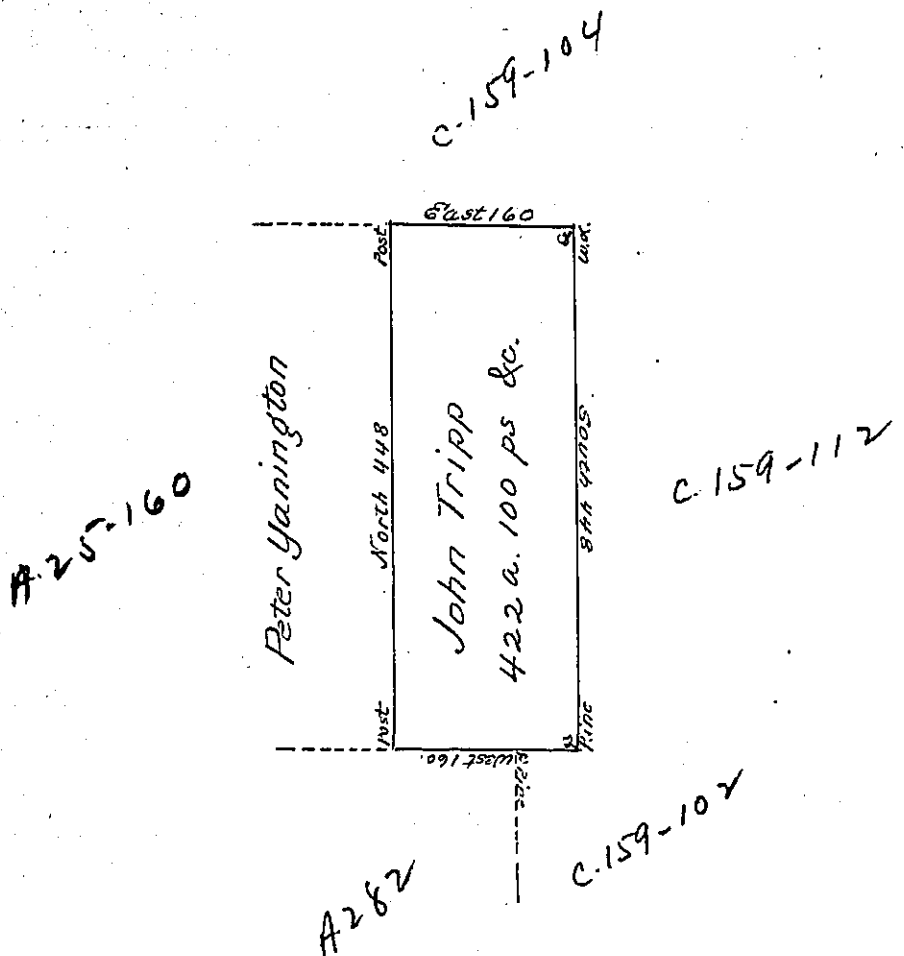 C-159-104
East 160
Post
W.O.
Peter Yanington
North 448
John Tripp
422 a. 100 ps &c.
South 448
A-25-160
C-159-112
Post
Pine
West 160.
C-159-102
A282